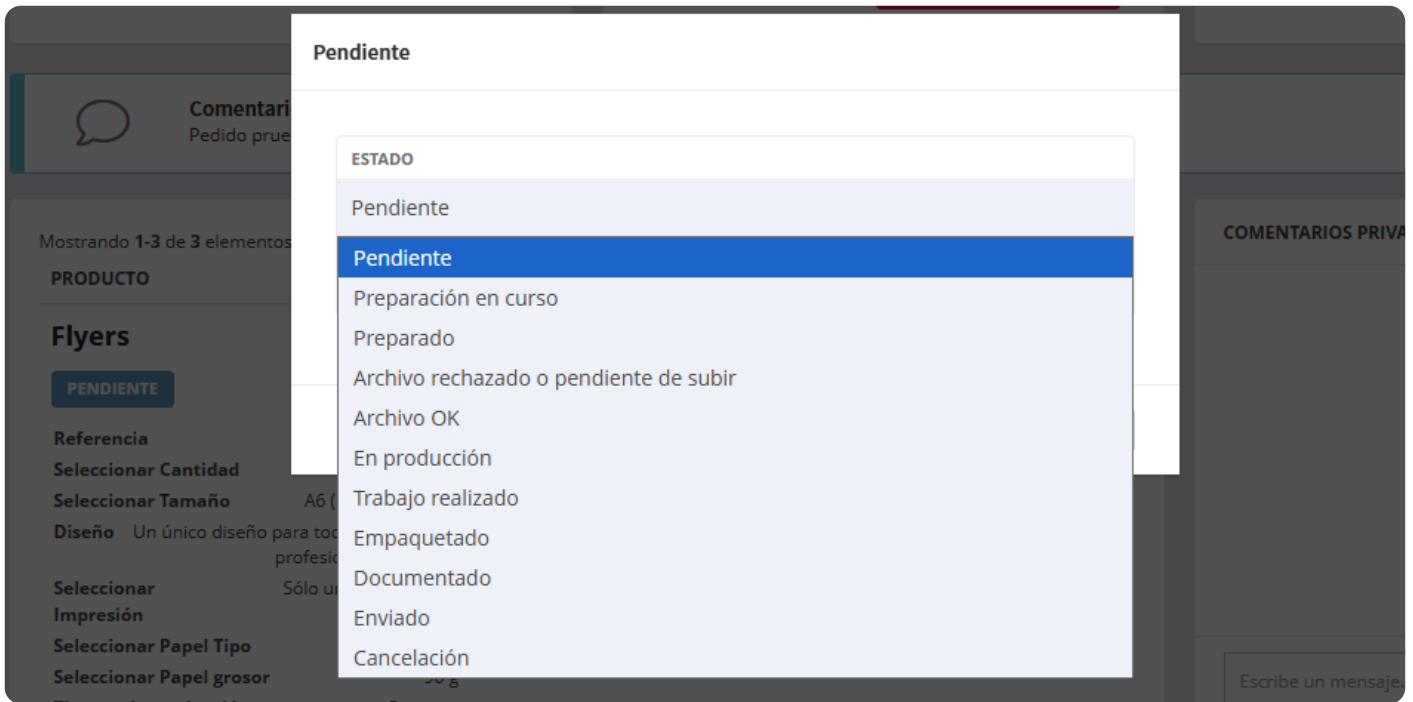 Pendiente
Comentari
Pedido prue
ESTADO
Pendiente
Pendiente
Preparación en curso
Preparado
Archivo rechazado o pendiente de subir
Archivo OK
En producción
Trabajo realizado
Empaquetado
Documentado
Enviado
Cancelación
Mostrando 1-3 de 3 elementos
PRODUCTO
Flyers
PENDIENTE
Referencia
Seleccionar Cantidad
Seleccionar Tamaño A6 (
Diseño Un único diseño para tod
profesio
Seleccionar Sólo u
Impresión
Seleccionar Papel Tipo
Seleccionar Papel grosor
COMENTARIOS PRIVA
Escribe un mensaje.